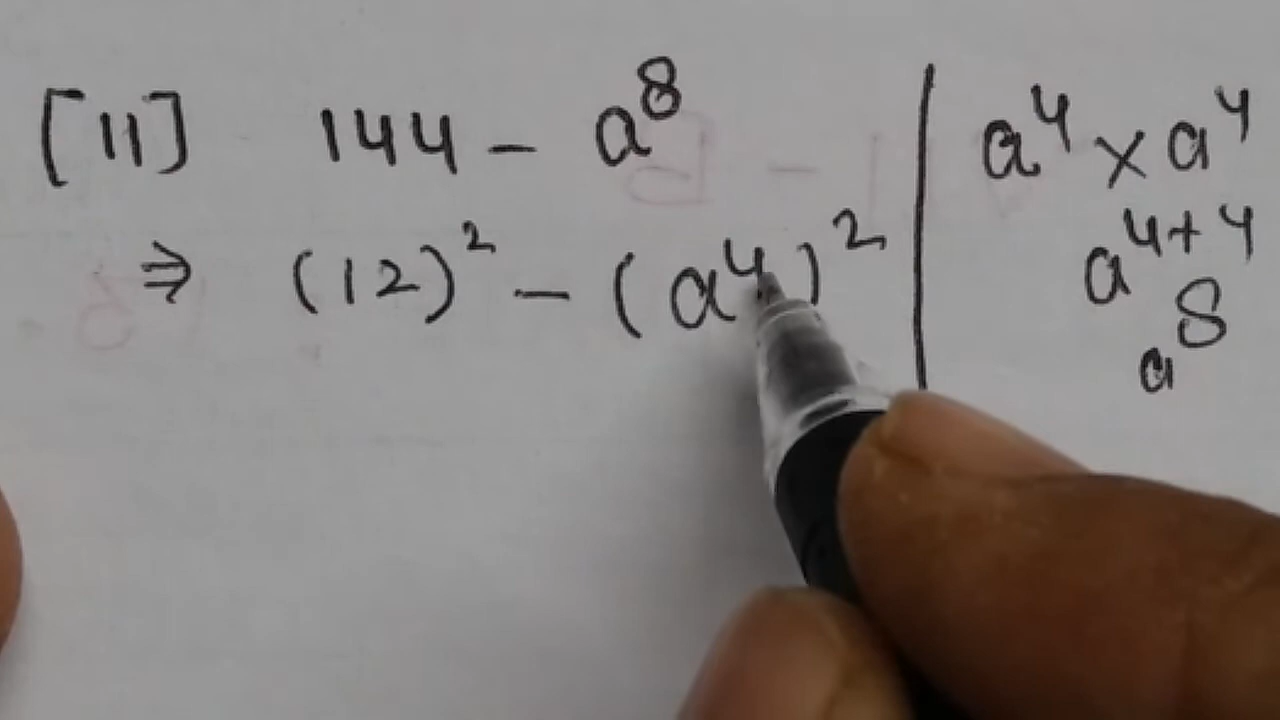 [11] 144 - a⁸
⇒ (12)² - (a⁴)²
a⁴ × a⁴
a⁴⁺⁴
a⁸